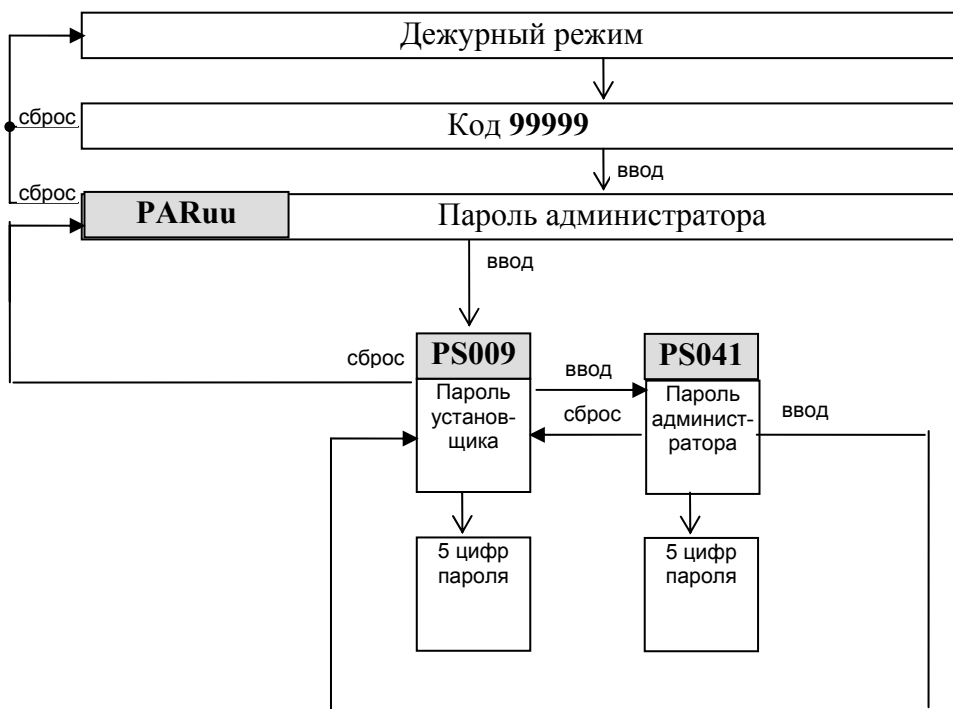 Дежурный режим
сброс
Код 99999
ввод
сброс
PARuu
Пароль администратора
ввод
сброс
PS009
ввод
PS041
Пароль
установ-
щика
сброс
Пароль
админист-
ратора
ввод
5 цифр
пароля
5 цифр
пароля